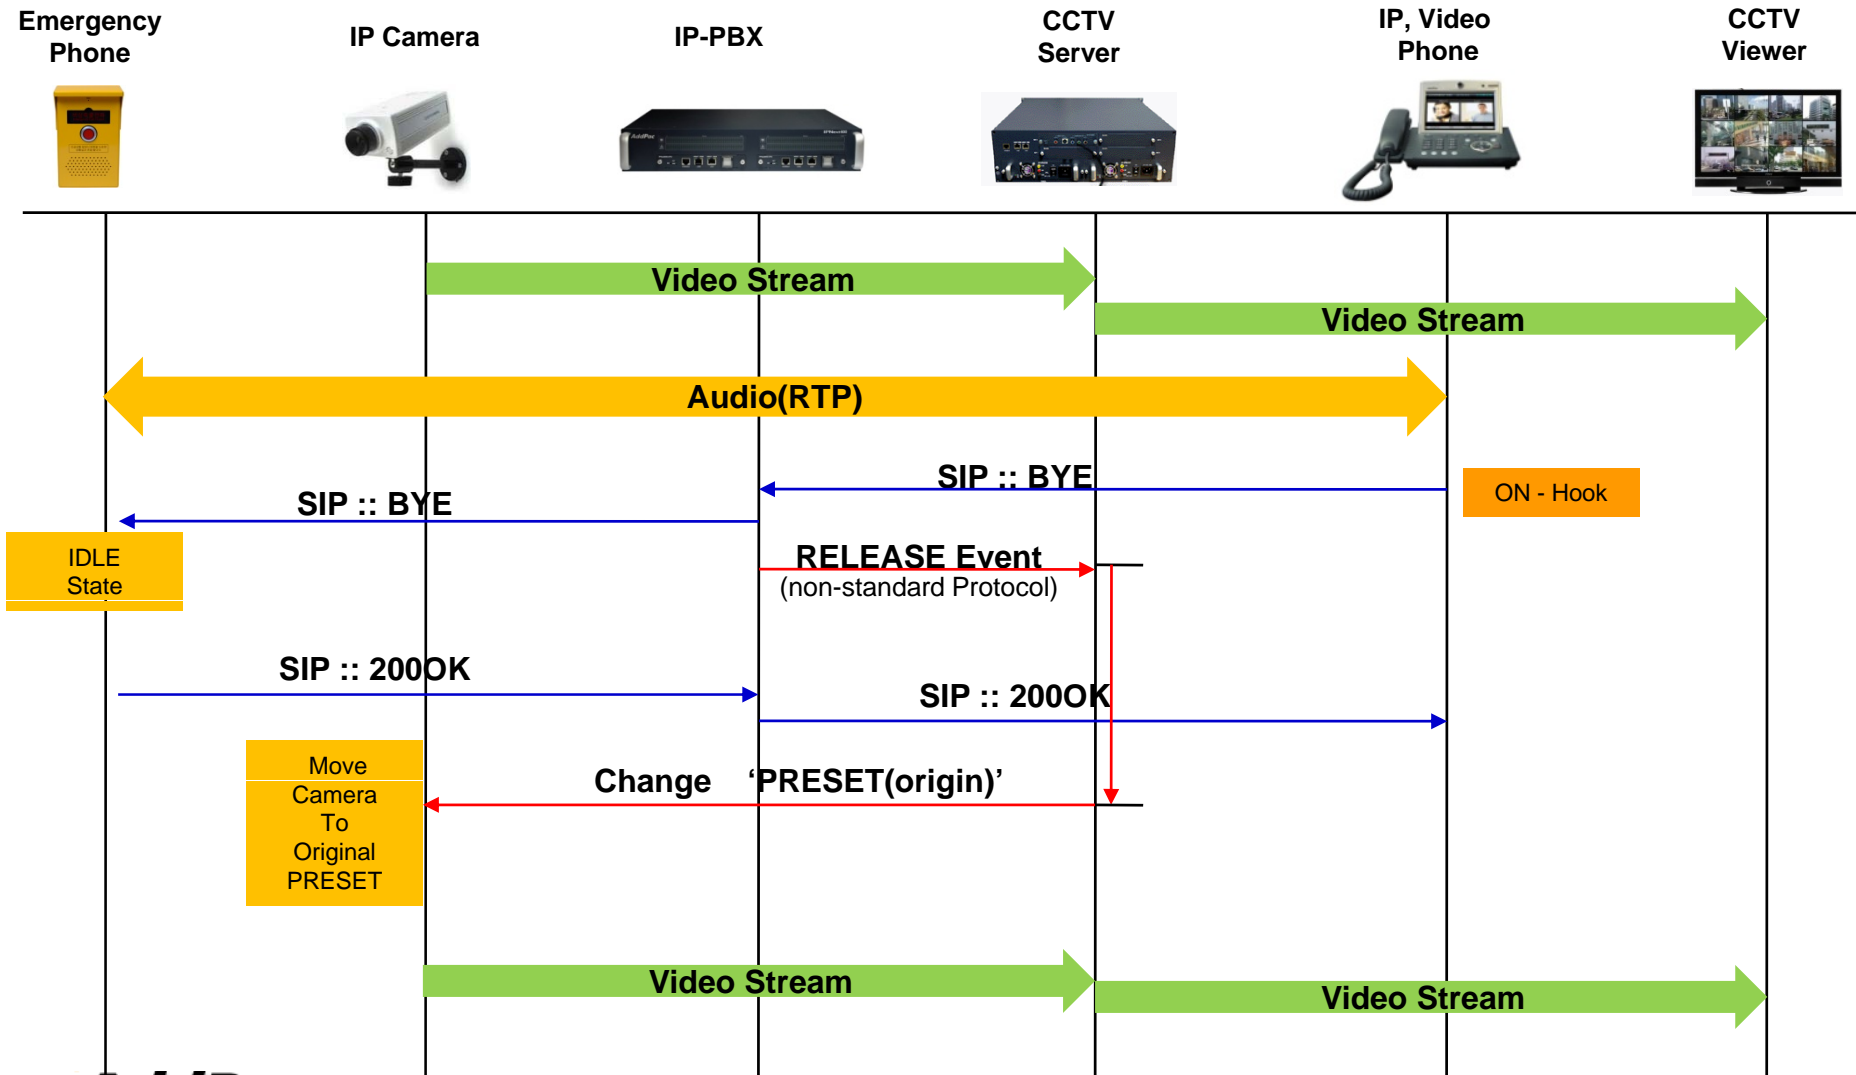 Emergency
Phone
IP Camera
IP-PBX
CCTV
Server
IP, Video
Phone
CCTV
Viewer
AddPac
Video Stream
Video Stream
Audio(RTP)
SIP :: BYE
ON - Hook
SIP :: BYE
IDLE
State
RELEASE Event
(non-standard Protocol)
SIP :: 200OK
SIP :: 200OK
Change ‘PRESET(origin)’
Move
Camera
To
Original
PRESET
Video Stream
Video Stream